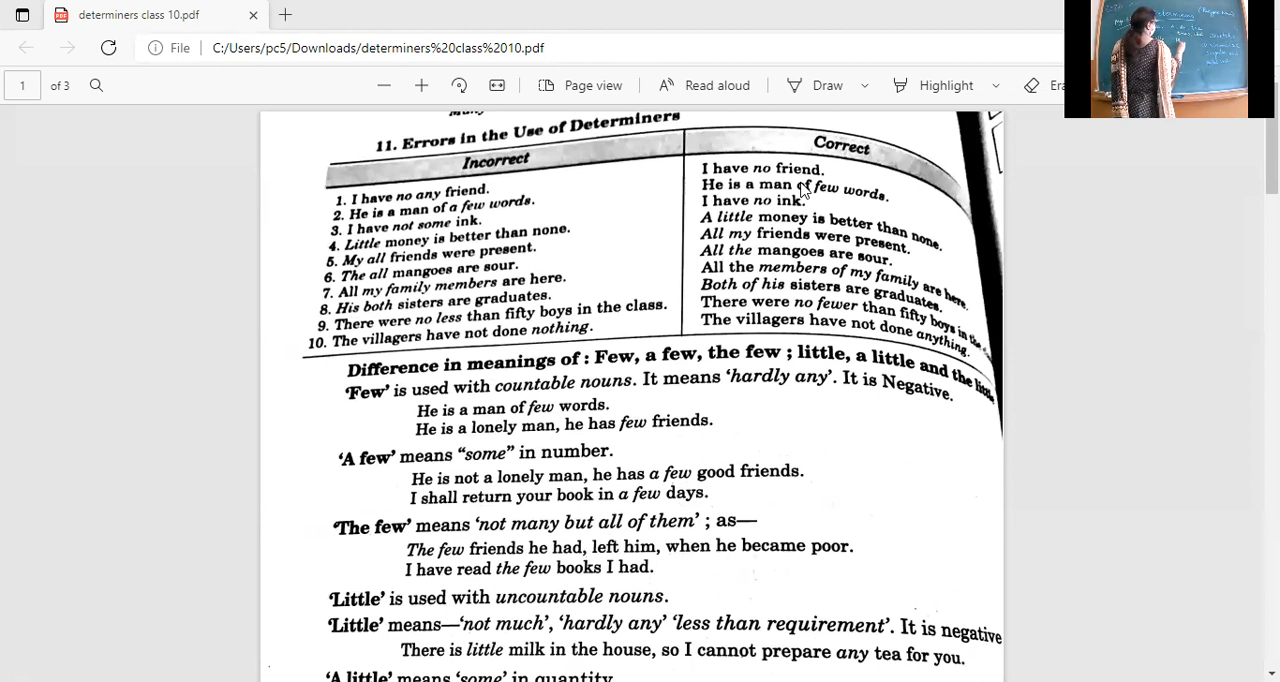 determiners class 10.pdf
File C:/Users/pc5/Downloads/determiners%20class%2010.pdf
1 of 3 Page view Read aloud Draw Highlight
Many
11. Errors in the Use of Determiners
Incorrect
1. I have no any friend.
2. He is a man of a few words.
3. I have not some ink.
4. Little money is better than none.
5. My all friends were present.
6. The all mangoes are sour.
7. All my family members are here.
8. His both sisters are graduates.
9. There were no less than fifty boys in the class.
10. The villagers have not done nothing.
Correct
I have no friend.
He is a man of few words.
I have no ink.
A little money is better than none.
All my friends were present.
All the mangoes are sour.
All the members of my family are here.
Both of his sisters are graduates.
There were no fewer than fifty boys in the
The villagers have not done anything.
Difference in meanings of : Few, a few, the few ; little, a little and the little
'Few' is used with countable nouns. It means 'hardly any'. It is Negative.
He is a man of few words.
He is a lonely man, he has few friends.
'A few' means "some" in number.
He is not a lonely man, he has a few good friends.
I shall return your book in a few days.
'The few' means 'not many but all of them' ; as—
The few friends he had, left him, when he became poor.
I have read the few books I had.
'Little' is used with uncountable nouns.
'Little' means—'not much', 'hardly any' 'less than requirement'. It is negative
There is little milk in the house, so I cannot prepare any tea for you.
'A little' means 'some' in quantity.